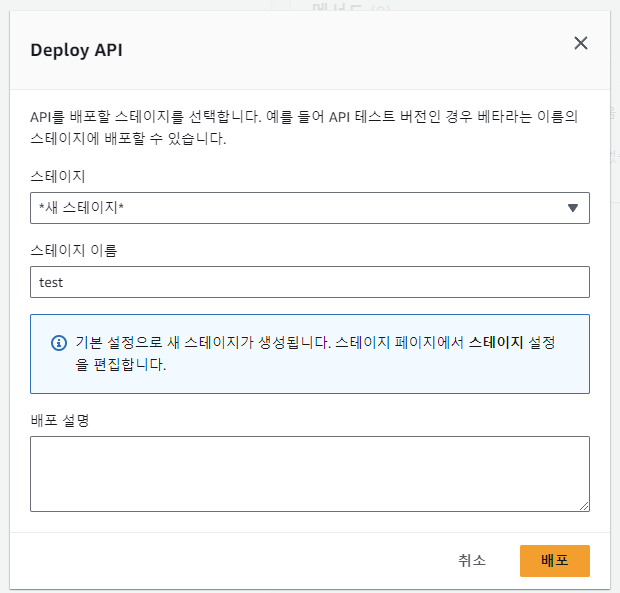 Deploy API
API를 배포할 스테이지를 선택합니다. 예를 들어 API 테스트 버전인 경우 베타라는 이름의
스테이지에 배포할 수 있습니다.
스테이지
*새 스테이지*
스테이지 이름
test
기본 설정으로 새 스테이지가 생성됩니다. 스테이지 페이지에서 스테이지 설정
을 편집합니다.
배포 설명
취소
배포